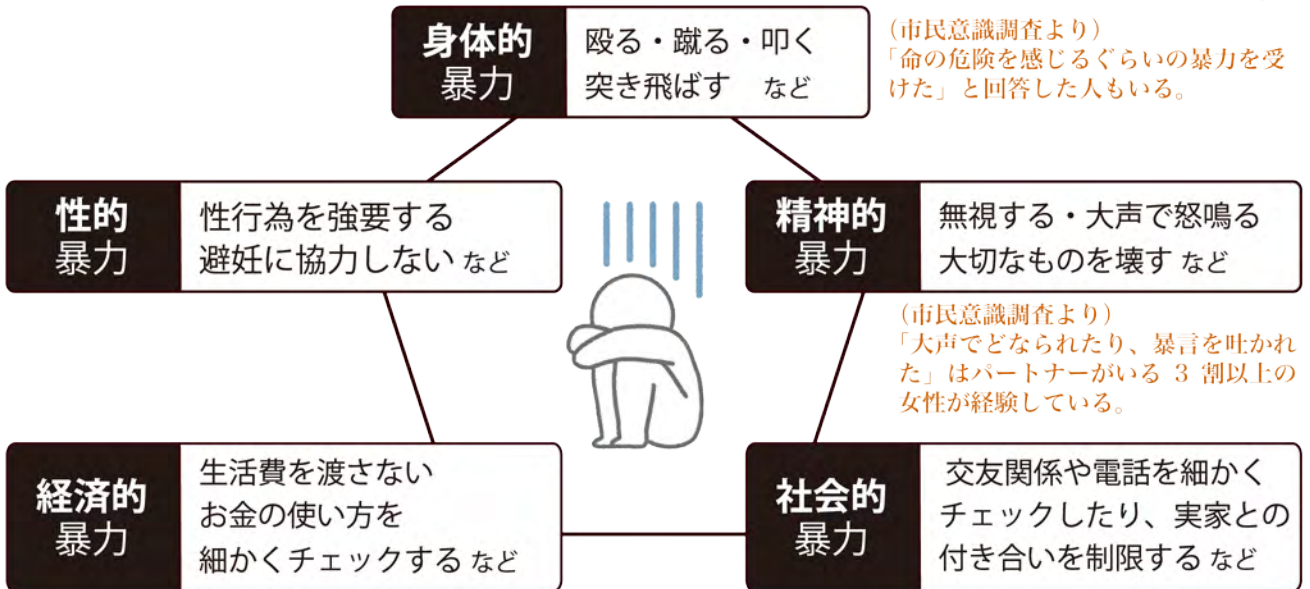 身体的
暴力
殴る・蹴る・叩く
突き飛ばす など
（市民意識調査より）
「命の危険を感じるぐらいの暴力を受
けた」と回答した人もいる。
性的
暴力
性行為を強要する
避妊に協力しない など
精神的
暴力
無視する・大声で怒鳴る
大切なものを壊す など
（市民意識調査より）
「大声でどなられたり、暴言を吐かれ
た」はパートナーがいる 3 割以上の
女性が経験している。
経済的
暴力
生活費を渡さない
お金の使い方を
細かくチェックする など
社会的
暴力
交友関係や電話を細かく
チェックしたり、実家との
付き合いを制限する など